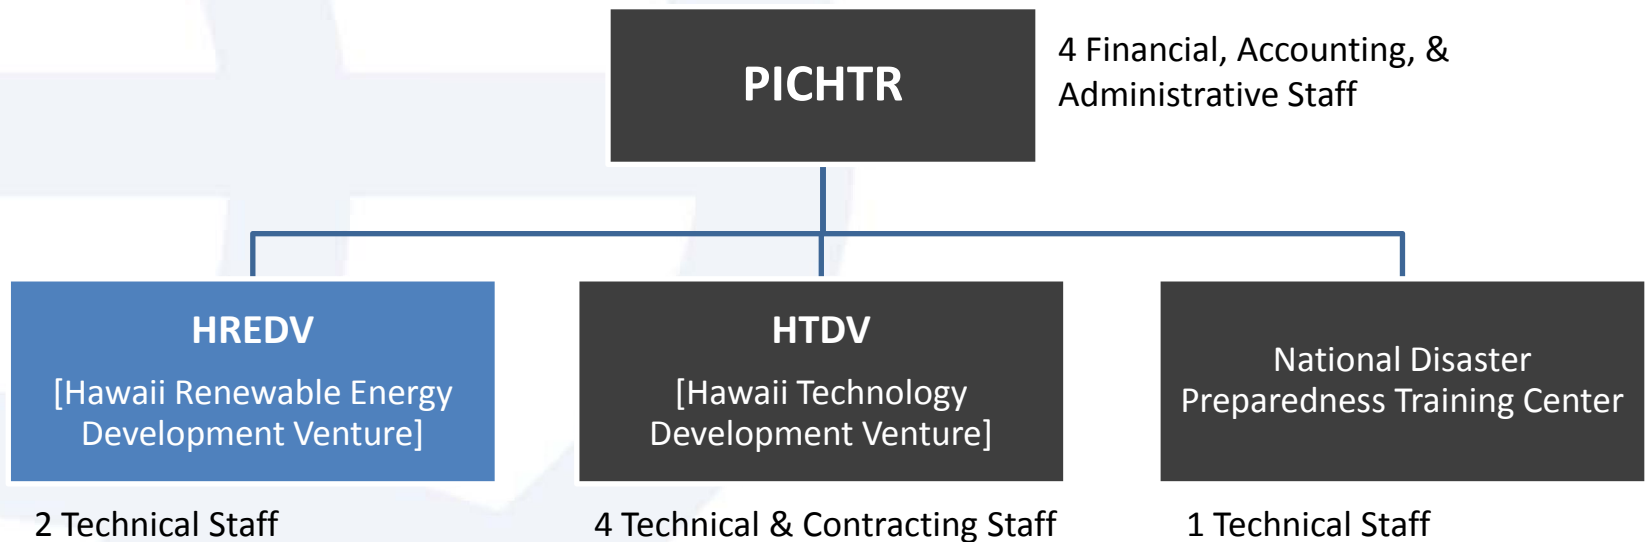 PICHTR
4 Financial, Accounting, &
Administrative Staff
HREDV
[Hawaii Renewable Energy
Development Venture]
2 Technical Staff
HTDV
[Hawaii Technology
Development Venture]
4 Technical & Contracting Staff
National Disaster
Preparedness Training Center
1 Technical Staff